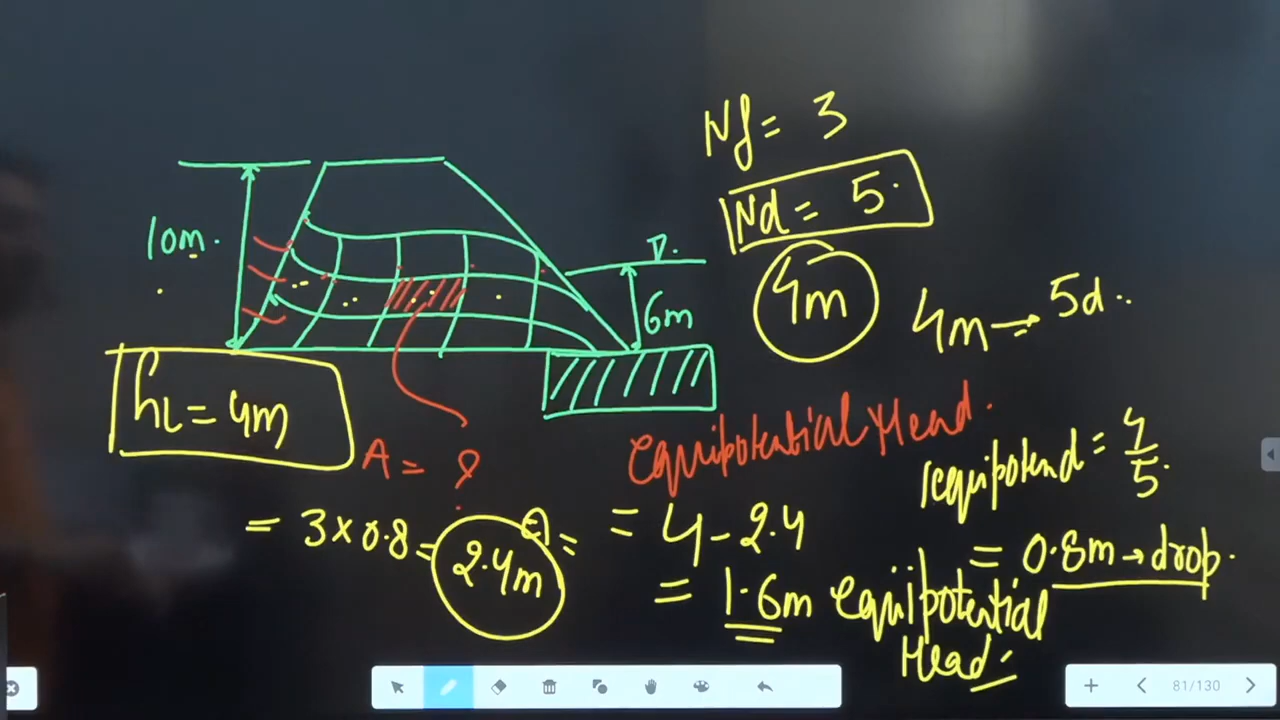 Nf = 3
Nd = 5
10m.
6m
4m
4m → 5d..
hL = 4m
A = ?
equipotential Head.
1equipotend = 4/5.
= 3 x 0.8 = 2.4m
= 4 - 2.4
= 0.8m → drop.
= 1.6m equipotential
Head
81/130